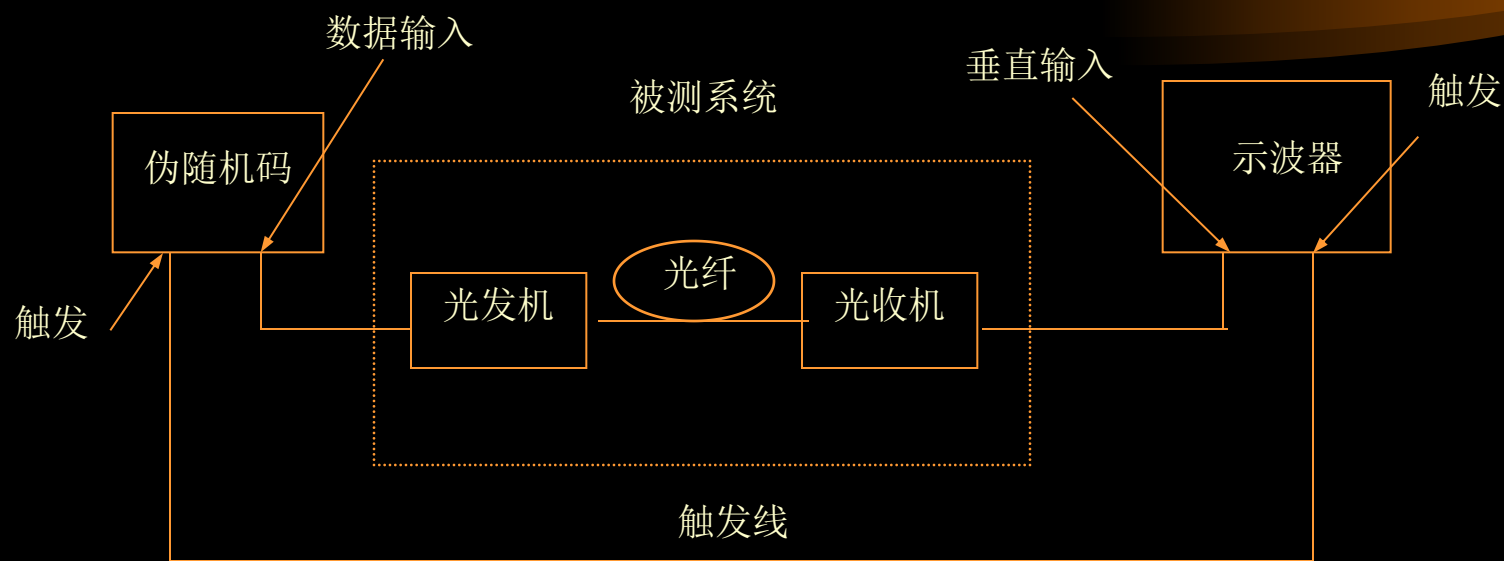 数据输入
垂直输入
触发
被测系统
伪随机码
示波器
光纤
光发机
光收机
触发
触发线